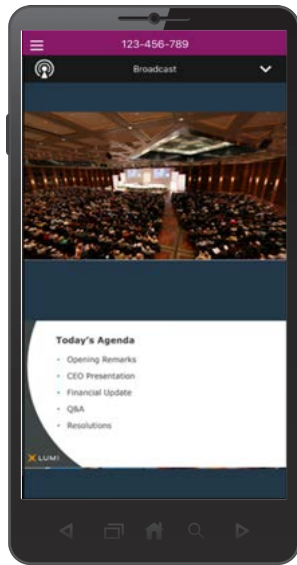 123-456-789
Broadcast
Today's Agenda
• Opening Remarks
• CEO Presentation
• Financial Update
• Q&A
• Resolutions
LUMI